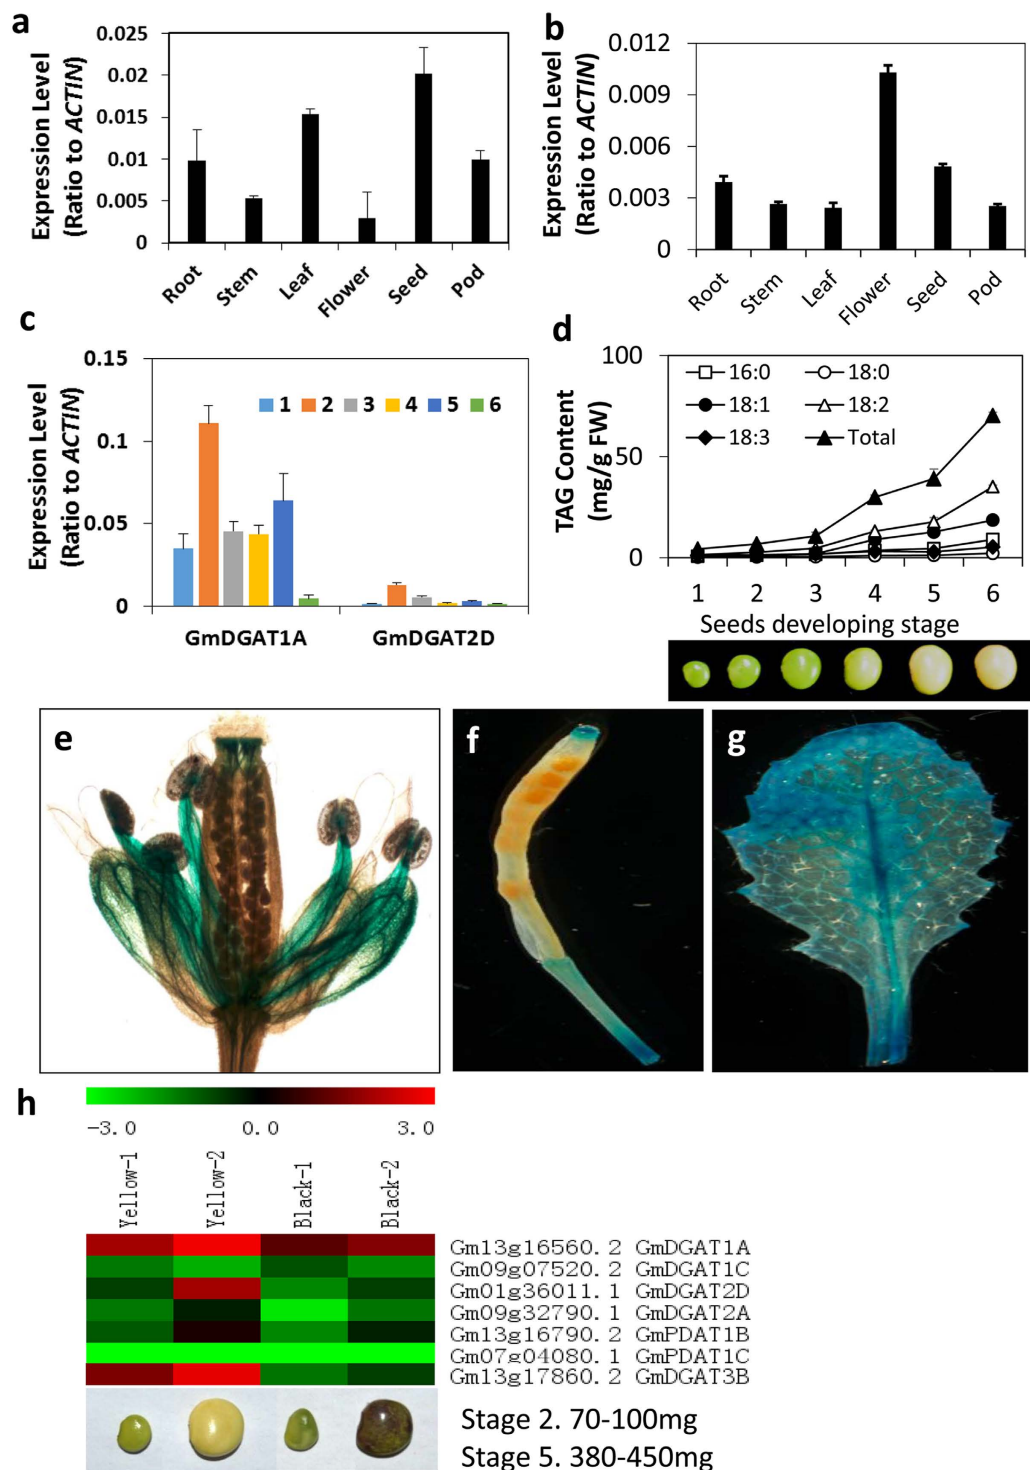 a
Expression Level
(Ratio to ACTIN)
0.025
0.02
0.015
0.01
0.005
0
Root
Stem
Leaf
Flower
Seed
Pod
b
Expression Level
(Ratio to ACTIN)
0.012
0.009
0.006
0.003
0
Root
Stem
Leaf
Flower
Seed
Pod
c
Expression Level
(Ratio to ACTIN)
0.15
0.1
0.05
0
1 2 3 4 5 6
GmDGAT1A GmDGAT2D
d
TAG Content
(mg/g FW)
100
50
0
16:0 18:0
18:1 18:2
18:3 Total
1 2 3 4 5 6
Seeds developing stage
e
f
g
h
-3.0 0.0 3.0
Yellow-1
Yellow-2
Black-1
Black-2
Gm13g16560.2 GmDGAT1A
Gm09g07520.2 GmDGAT1C
Gm01g36011.1 GmDGAT2D
Gm09g32790.1 GmDGAT2A
Gm13g16790.2 GmPDAT1B
Gm07g04080.1 GmPDAT1C
Gm13g17860.2 GmDGAT3B
Stage 2. 70-100mg
Stage 5. 380-450mg